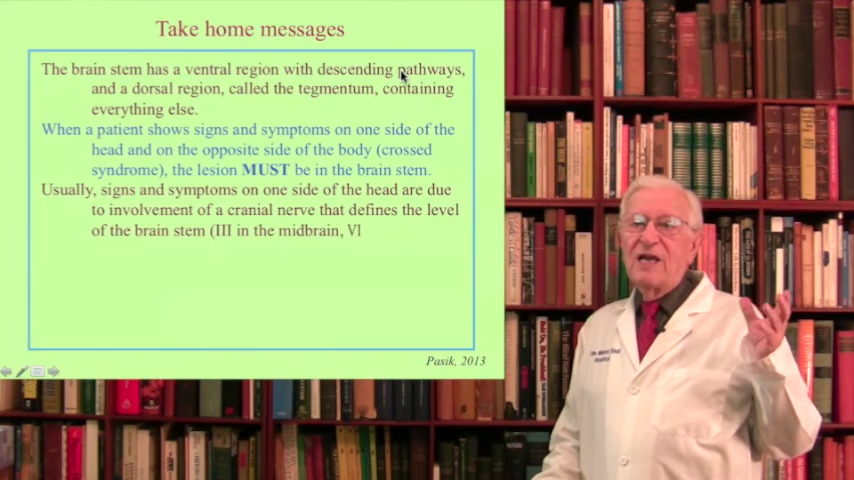 Take home messages
The brain stem has a ventral region with descending pathways,
and a dorsal region, called the tegmentum, containing
everything else.
When a patient shows signs and symptoms on one side of the
head and on the opposite side of the body (crossed
syndrome), the lesion MUST be in the brain stem.
Usually, signs and symptoms on one side of the head are due
to involvement of a cranial nerve that defines the level
of the brain stem (III in the midbrain, VI
Pasik, 2013